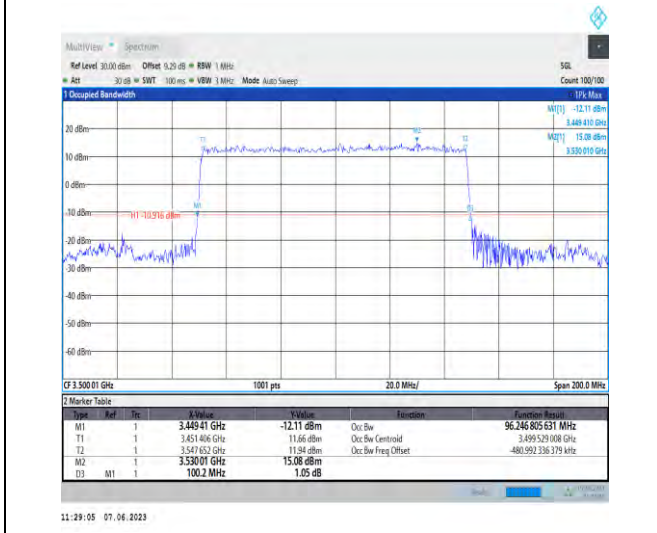 MultiView Spectrum
Ref Level 30.00 dBm Offset 9.29 dB RBW 1 MHz SGL
Att 30 dB SWT 100 ms VBW 3 MHz Mode Auto Sweep Count 100/100
1 Occupied Bandwidth 1Pk Max
M1[1] -12.11 dBm
3.449 410 GHz
M2[1] 15.08 dBm
3.530 010 GHz
20 dBm
T1 M2 T2
10 dBm
0 dBm
M1 D3
-10 dBm H1 -10.916 dBm
-20 dBm
-30 dBm
-40 dBm
-50 dBm
-60 dBm
CF 3.500 01 GHz 1001 pts 20.0 MHz/ Span 200.0 MHz
2 Marker Table
Type Ref Trc X-Value Y-Value Function Function Result
M1 1 3.449 41 GHz -12.11 dBm Occ Bw 96.246 805 631 MHz
T1 1 3.451 406 GHz 11.66 dBm Occ Bw Centroid 3.499 529 008 GHz
T2 1 3.547 652 GHz 11.94 dBm Occ Bw Freq Offset -480.992 336 379 kHz
M2 1 3.530 01 GHz 15.08 dBm
D3 M1 1 100.2 MHz 1.05 dB
11:29:05 07.06.2023